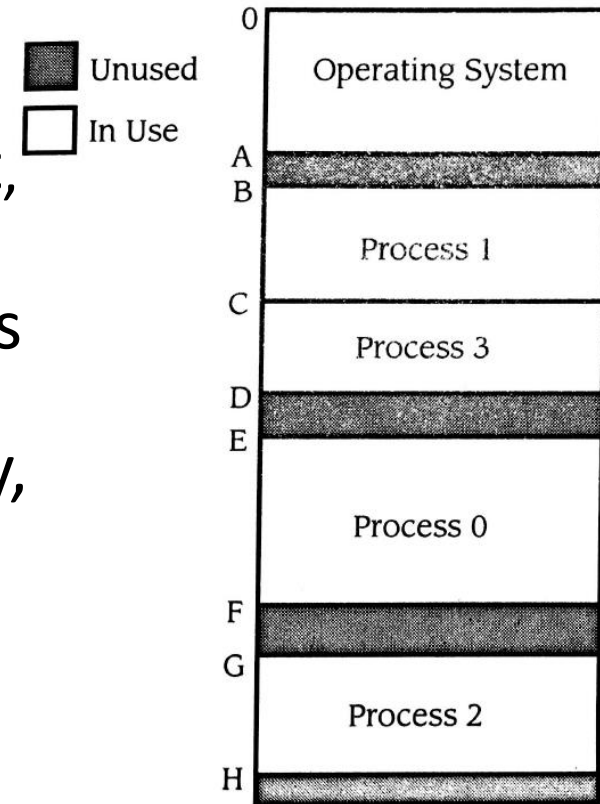 0
Operating System
Unused
In Use
A
B
,
Process 1
C
s
Process 3
D
E
y,
Process 0
F
G
Process 2
H